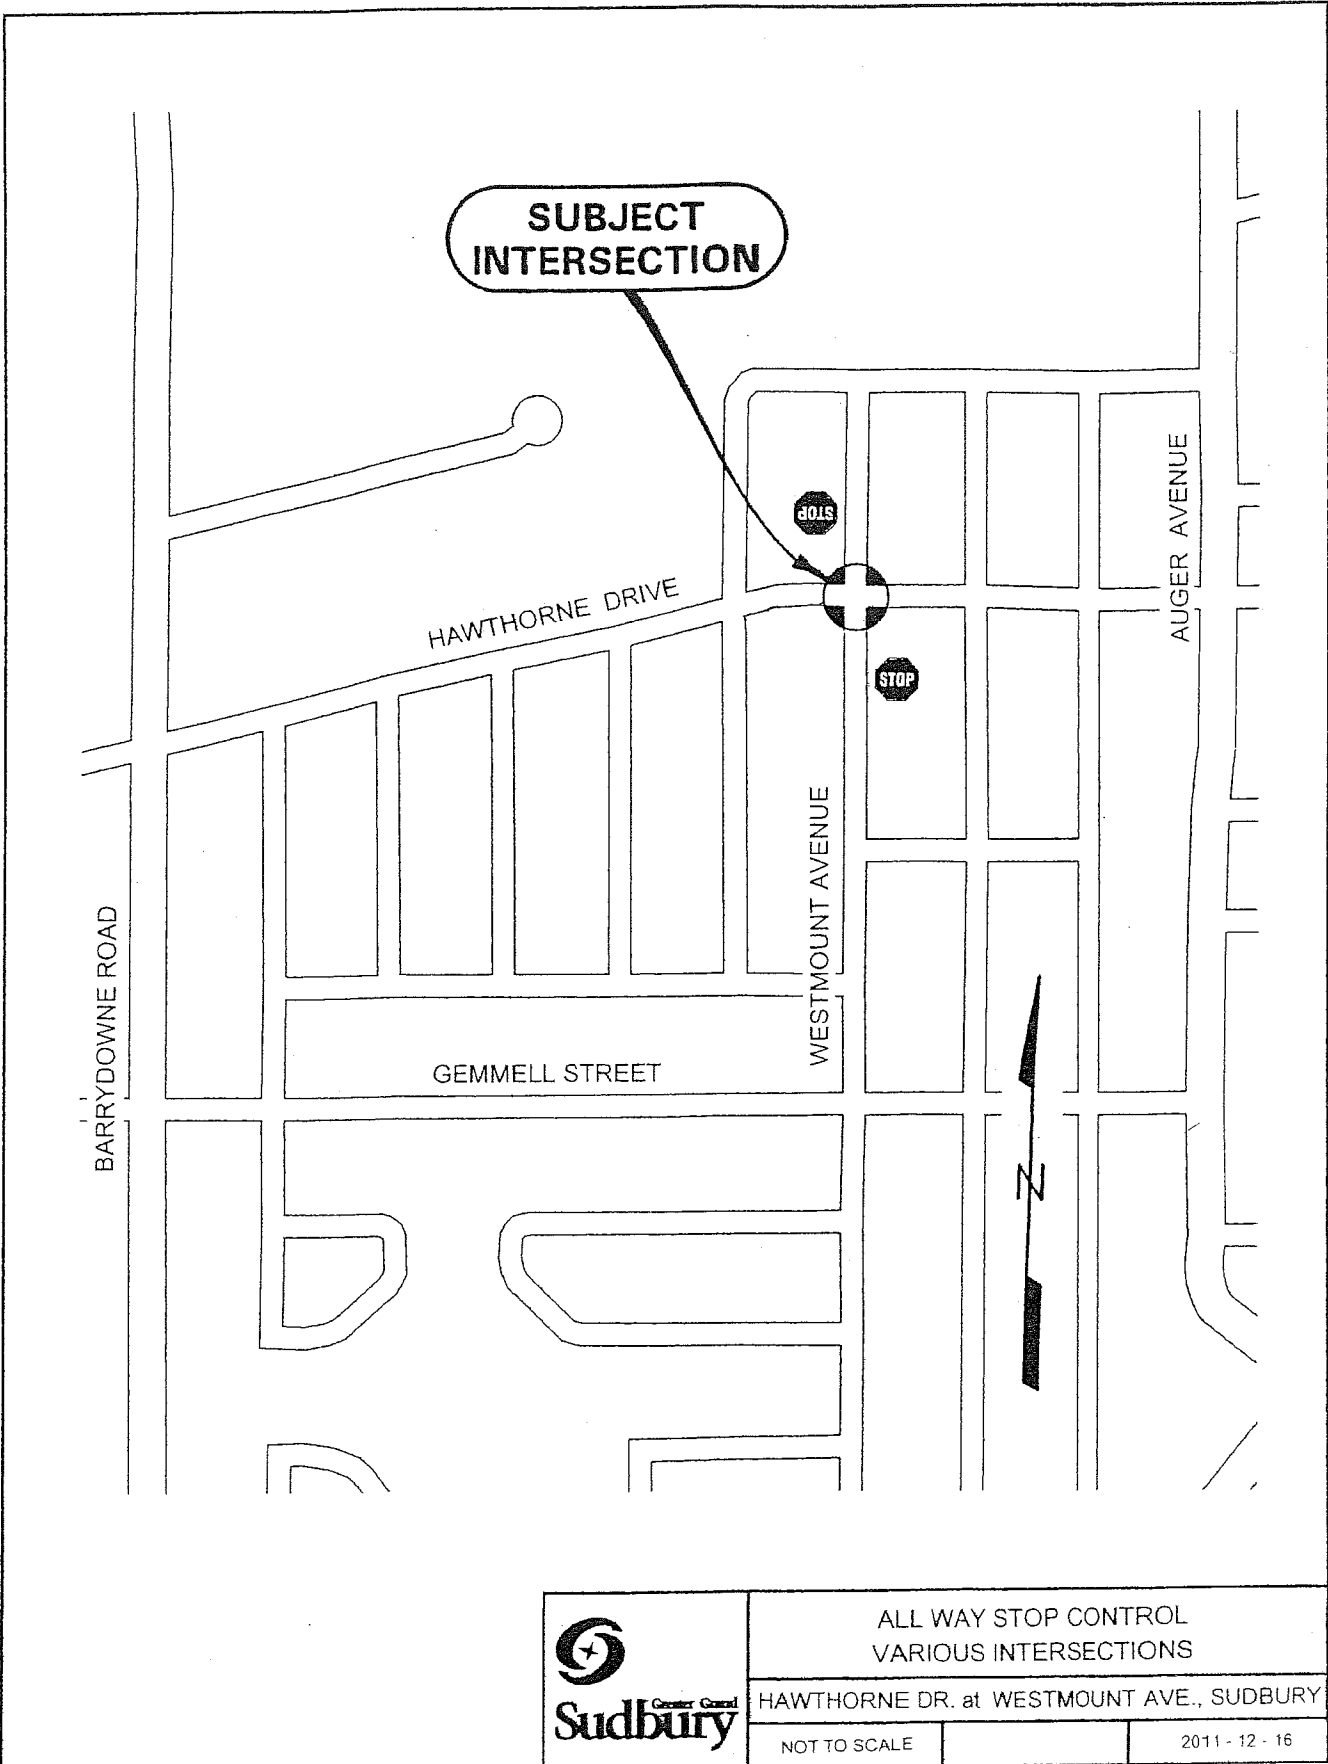 SUBJECT
INTERSECTION
STOP
HAWTHORNE DRIVE
AUGER AVENUE
STOP
WESTMOUNT AVENUE
BARRYDOWNE ROAD
GEMMELL STREET
N
ALL WAY STOP CONTROL
VARIOUS INTERSECTIONS
Greater Grand
Sudbury
HAWTHORNE DR. at WESTMOUNT AVE., SUDBURY
NOT TO SCALE
2011 - 12 - 16